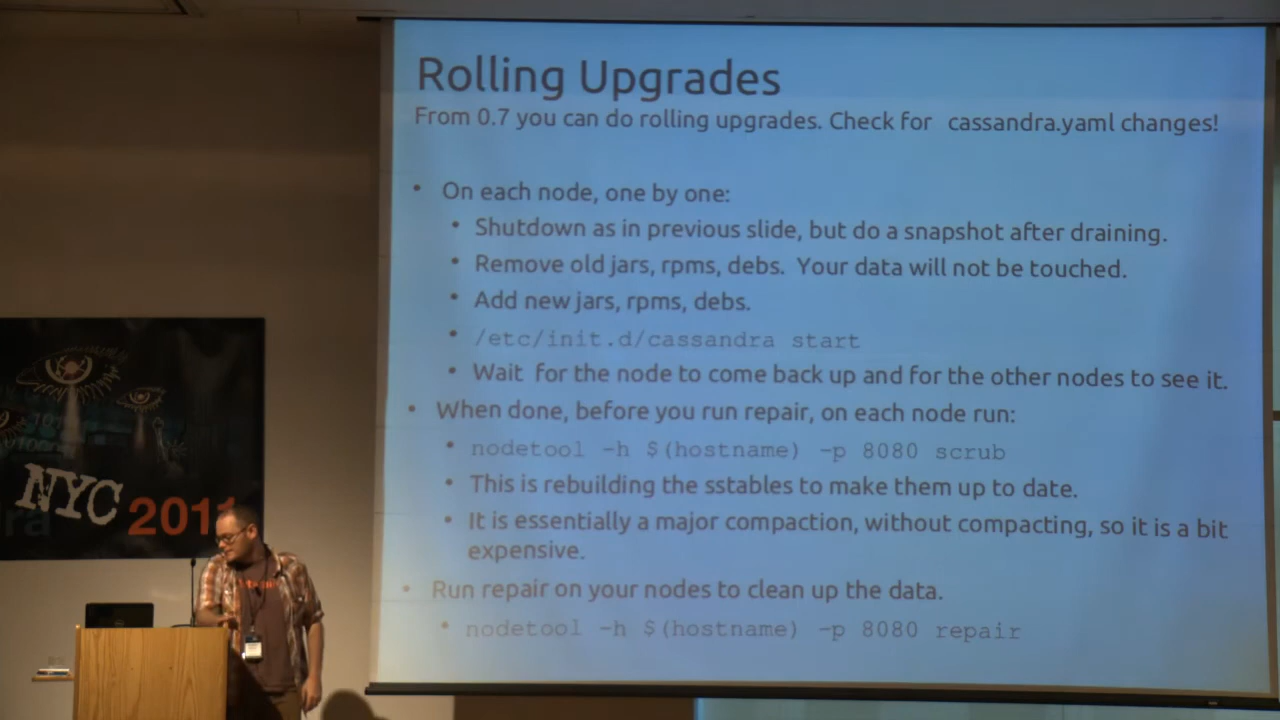 Rolling Upgrades
From 0.7 you can do rolling upgrades. Check for cassandra.yaml changes!
• On each node, one by one:
• Shutdown as in previous slide, but do a snapshot after draining.
• Remove old jars, rpms, debs. Your data will not be touched.
• Add new jars, rpms, debs.
• /etc/init.d/cassandra start
• Wait for the node to come back up and for the other nodes to see it.
• When done, before you run repair, on each node run:
• nodetool -h $(hostname) -p 8080 scrub
• This is rebuilding the sstables to make them up to date.
• It is essentially a major compaction, without compacting, so it is a bit
expensive.
• Run repair on your nodes to clean up the data.
• nodetool -h $(hostname) -p 8080 repair
NYC
2011